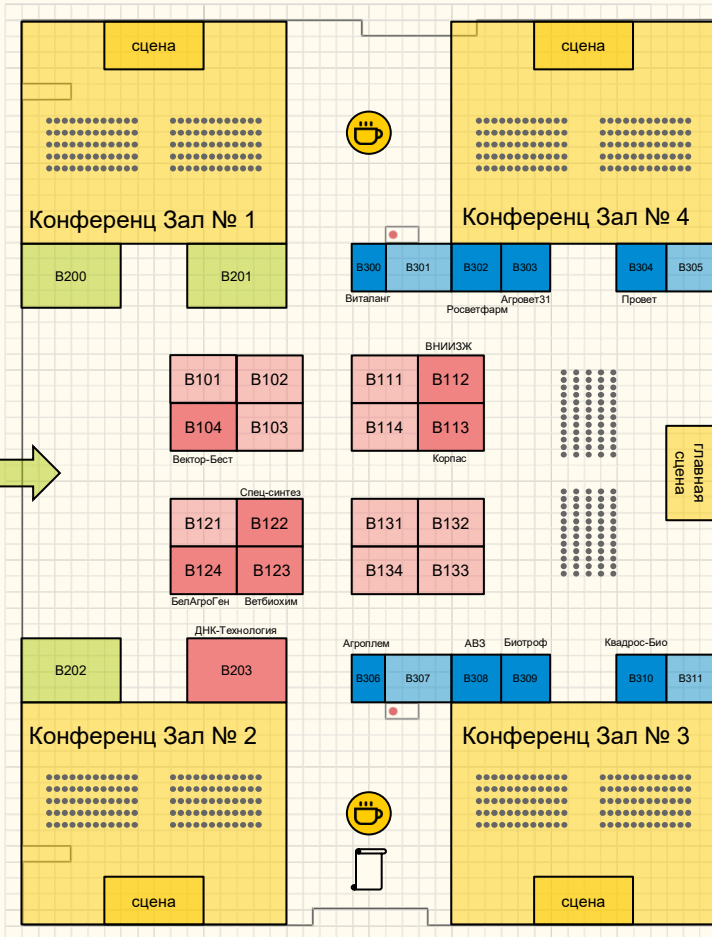 сцена
сцена
Конференц Зал № 1
Конференц Зал № 4
B200
B201
B300
B301
B302
B303
B304
B305
Виталанг
Росветфарм
Агровет31
Провет
ВНИИЗЖ
B101
B102
B111
B112
B104
B103
B114
B113
Вектор-Бест
Корпас
главная
сцена
Спец-синтез
B121
B122
B131
B132
B124
B123
B134
B133
БелАгроГен
Ветбиохим
ДНК-Технология
Агроплем
АВЗ
Биотроф
Квадрос-Био
B202
B203
B306
B307
B308
B309
B310
B311
Конференц Зал № 2
Конференц Зал № 3
сцена
сцена